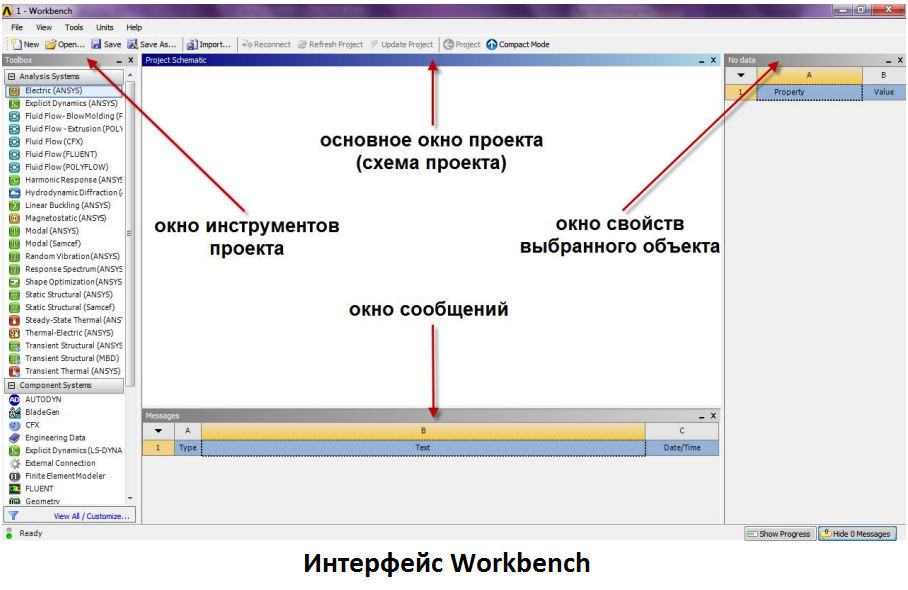 1 - Workbench
File View Tools Units Help
New Open... Save Save As... Import... Reconnect Refresh Project Update Project Project Compact Mode
Toolbox
Analysis Systems
Electric (ANSYS)
Explicit Dynamics (ANSYS)
Fluid Flow - BlowMolding (P
Fluid Flow - Extrusion (POLY
Fluid Flow (CFX)
Fluid Flow (FLUENT)
Fluid Flow (POLYFLOW)
Harmonic Response (ANSYS
Hydrodynamic Diffraction (
Linear Buckling (ANSYS)
Magnetostatic (ANSYS)
Modal (ANSYS)
Modal (Samcef)
Random Vibration (ANSYS)
Response Spectrum (ANSYS
Shape Optimization (ANSYS
Static Structural (ANSYS)
Static Structural (Samcef)
Steady-State Thermal (ANS
Thermal-Electric (ANSYS)
Transient Structural (ANSYS
Transient Structural (MBD)
Transient Thermal (ANSYS)
Component Systems
AUTODYN
BladeGen
CFX
Engineering Data
Explicit Dynamics (LS-DYNA
External Connection
Finite Element Modeler
FLUENT
Geometry
View All / Customize...
Project Schematic
основное окно проекта
(схема проекта)
окно инструментов
проекта
окно свойств
выбранного объекта
окно сообщений
No data
A B
1 Property Value
Messages
A B C
1 Type Text Date/Time
Ready
Show Progress Hide 0 Messages
Интерфейс Workbench